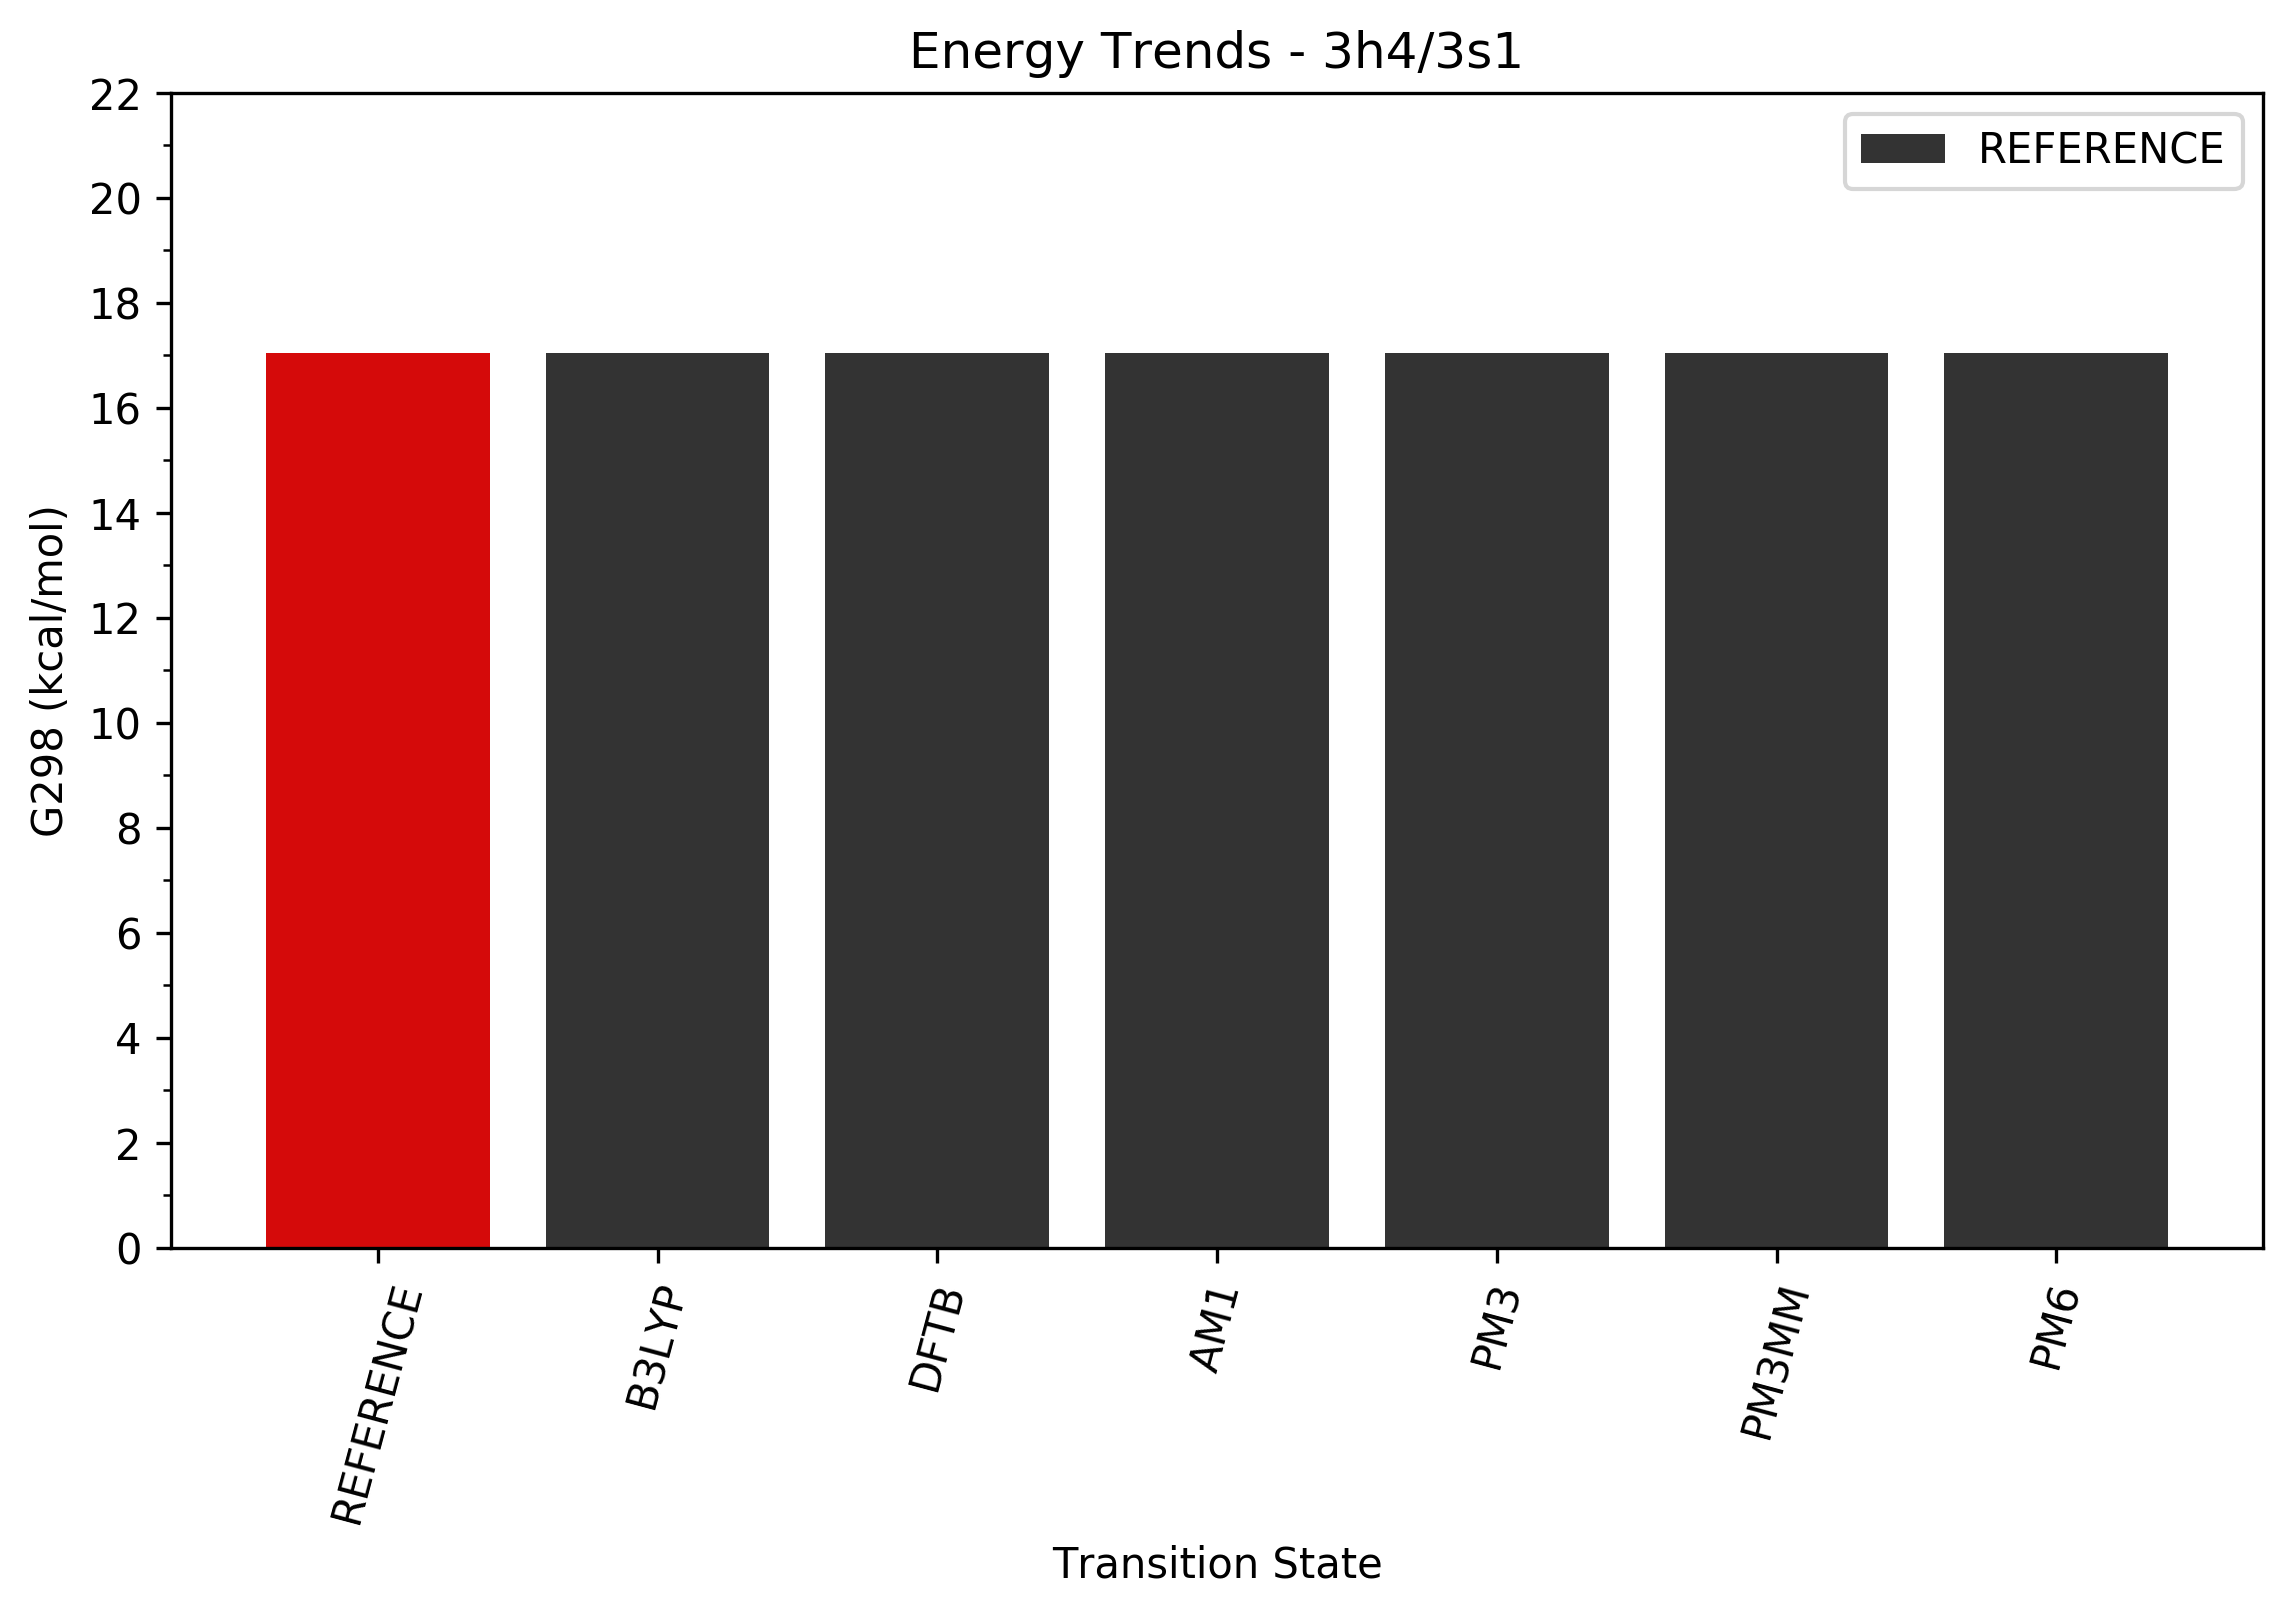 Energy Trends - 3h4/3s1
REFERENCE
G298 (kcal/mol)
22
20
18
16
14
12
10
8
6
4
2
0
REFERENCE
B3LYP
DFTB
AM1
PM3
PM3MM
PM6
Transition State